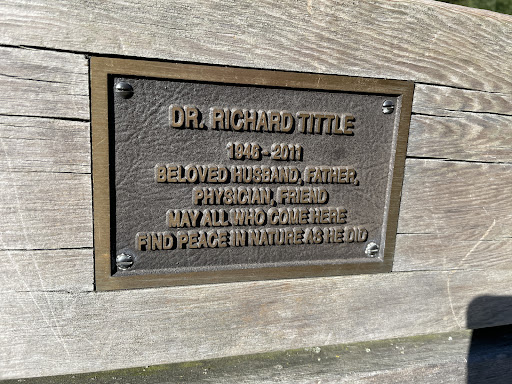 DR. RICHARD TITTLE
1946 - 2011
BELOVED HUSBAND, FATHER,
PHYSICIAN, FRIEND
MAY ALL WHO COME HERE
FIND PEACE IN NATURE AS HE DID